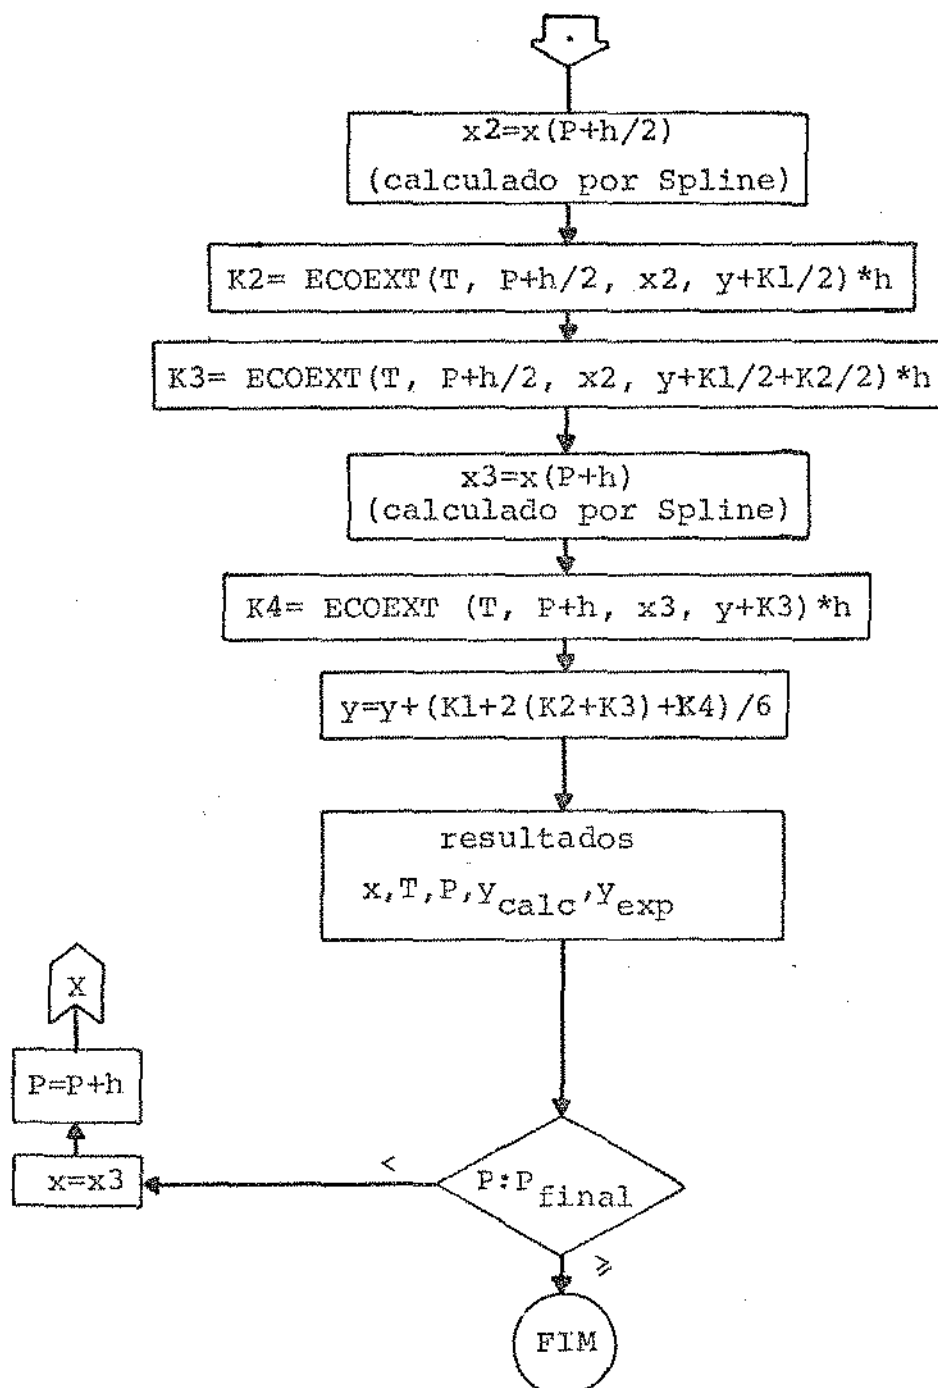 *
x2=x(P+h/2)
(calculado por Spline)
K2= ECOEXT(T, P+h/2, x2, y+K1/2)*h
K3= ECOEXT(T, P+h/2, x2, y+K1/2+K2/2)*h
x3=x(P+h)
(calculado por Spline)
K4= ECOEXT (T, P+h, x3, y+K3)*h
y=y+(K1+2(K2+K3)+K4)/6
resultados
x,T,P,ycalc,yexp
X
P=P+h
x=x3
<
P:Pfinal
≥
FIM